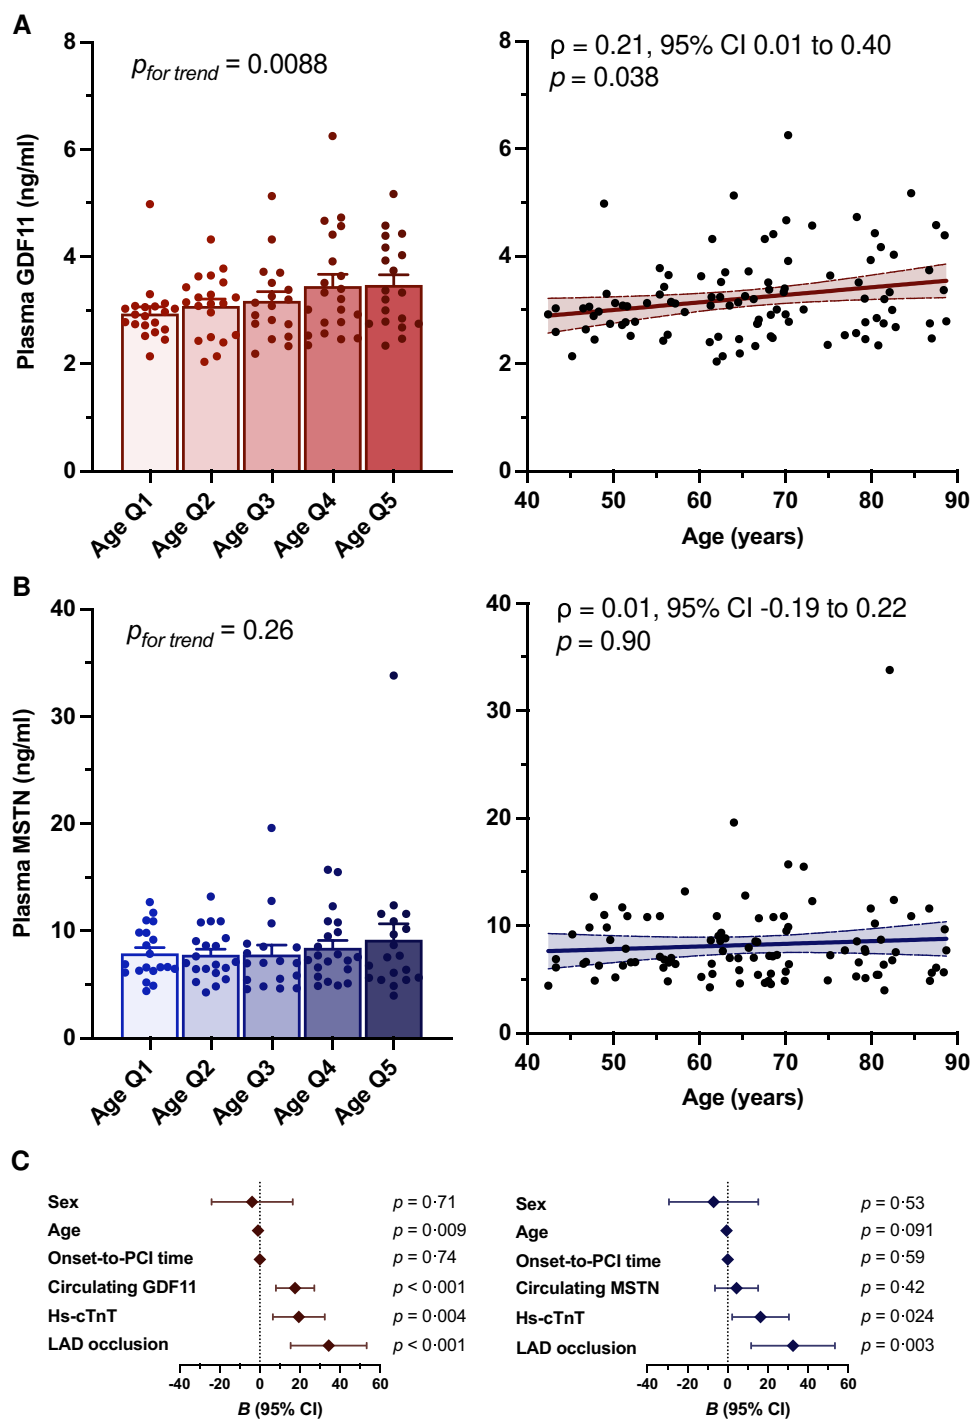 A
Plasma GDF11 (ng/ml)
8
6
4
2
0
p for trend = 0.0088
Age Q1
Age Q2
Age Q3
Age Q4
Age Q5
ρ = 0.21, 95% CI 0.01 to 0.40
p = 0.038
8
6
4
2
0
40 50 60 70 80 90
Age (years)
B
Plasma MSTN (ng/ml)
40
30
20
10
0
p for trend = 0.26
Age Q1
Age Q2
Age Q3
Age Q4
Age Q5
ρ = 0.01, 95% CI -0.19 to 0.22
p = 0.90
40
30
20
10
0
40 50 60 70 80 90
Age (years)
C
Sex p = 0·71
Age p = 0·009
Onset-to-PCI time p = 0·74
Circulating GDF11 p < 0·001
Hs-cTnT p = 0·004
LAD occlusion p < 0·001
-40 -20 0 20 40 60
B (95% CI)
Sex p = 0·53
Age p = 0·091
Onset-to-PCI time p = 0·59
Circulating MSTN p = 0·42
Hs-cTnT p = 0·024
LAD occlusion p = 0·003
-40 -20 0 20 40 60
B (95% CI)